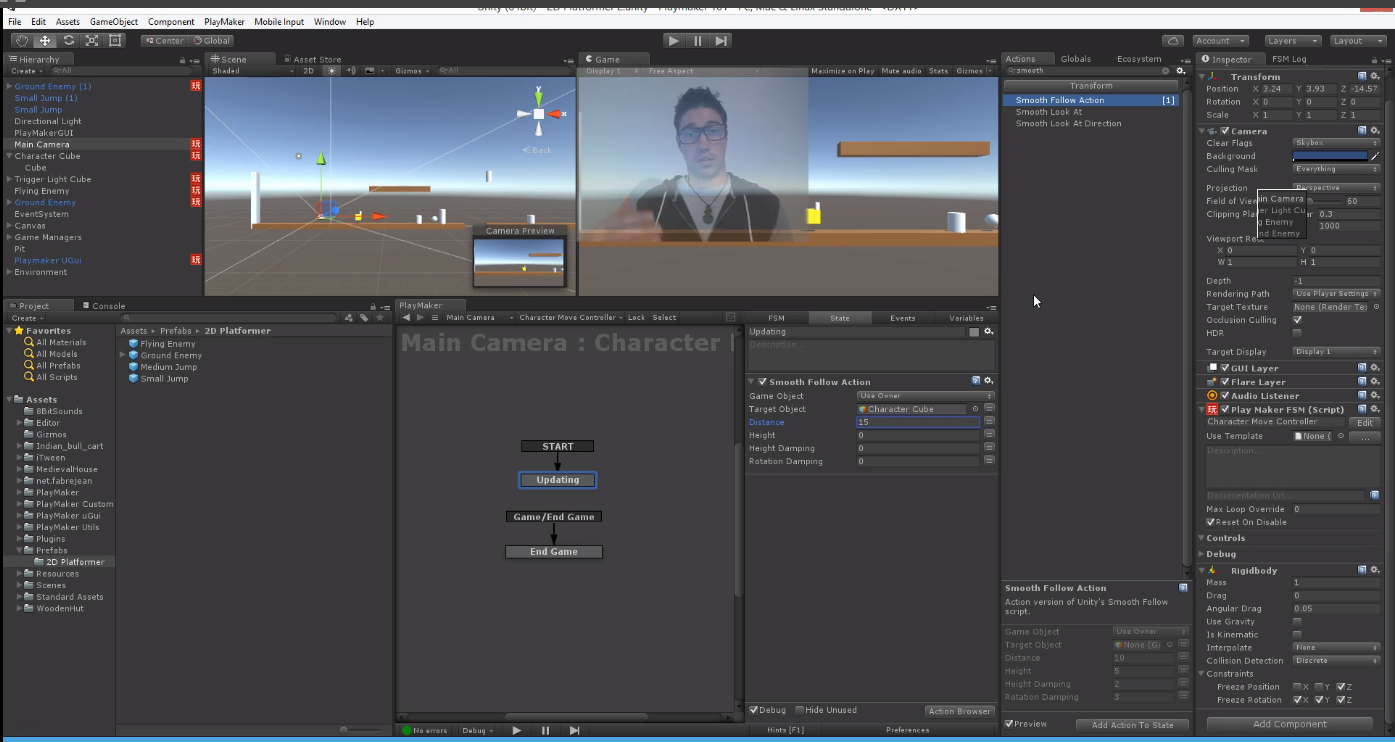 File Edit Assets GameObject Component PlayMaker Mobile Input Window Help
Center Global
Account Layers Layout
Hierarchy
Create All
Ground Enemy (1)
Small Jump (1)
Small Jump
Directional Light
PlayMakerGUI
Main Camera
Character Cube
Cube
Trigger Light Cube
Flying Enemy
Ground Enemy
EventSystem
Canvas
Game Managers
Pit
Playmaker UGui
Environment
Scene Asset Store
Shaded 2D Gizmos All
y
x
Back
Camera Preview
Game
Display 1 Free Aspect Maximize on Play Mute audio Stats Gizmos
Actions Globals Ecosystem
smooth
Transform
Smooth Follow Action [1]
Smooth Look At
Smooth Look At Direction
Smooth Follow Action
Action version of Unity's Smooth Follow
script.
Game Object Use Owner
Target Object None (G
Distance 10
Height 5
Height Damping 2
Rotation Damping 3
Preview Add Action To State
Inspector FSM Log
Transform
Position X 3.24 Y 3.93 Z -14.57
Rotation X 0 Y 0 Z 0
Scale X 1 Y 1 Z 1
Camera
Clear Flags Skybox
Background
Culling Mask Everything
Projection Perspective
Field of View 60
Clipping Pla ar 0.3
1000
in Camera
er Light Cu
g Enemy
nd Enemy
Viewport Rect
X 0 Y 0
W 1 H 1
Depth -1
Rendering Path Use Player Settings
Target Texture None (Render Te
Occlusion Culling
HDR
Target Display Display 1
GUI Layer
Flare Layer
Audio Listener
Play Maker FSM (Script)
Character Move Controller Edit
Use Template None ( ...
Description...
Documentation Url...
Max Loop Override 0
Reset On Disable
Controls
Debug
Rigidbody
Mass 1
Drag 0
Angular Drag 0.05
Use Gravity
Is Kinematic
Interpolate None
Collision Detection Discrete
Constraints
Freeze Position X Y Z
Freeze Rotation X Y Z
Add Component
Project Console
Create
Favorites
All Materials
All Models
All Prefabs
All Scripts
Assets
8BitSounds
Editor
Gizmos
Indian_bull_cart
iTween
MedievalHouse
net.fabrejean
PlayMaker
PlayMaker Custom
PlayMaker uGui
PlayMaker Utils
Plugins
Prefabs
2D Platformer
Resources
Scenes
Standard Assets
WoodenHut
Assets Prefabs 2D Platformer
Flying Enemy
Ground Enemy
Medium Jump
Small Jump
PlayMaker
Main Camera Character Move Controller Lock Select
Main Camera : Character
START
Updating
Game/End Game
End Game
No errors Debug
FSM State Events Variables
Updating
Description...
Smooth Follow Action
Game Object Use Owner
Target Object Character Cube
Distance 15
Height 0
Height Damping 0
Rotation Damping 0
Debug Hide Unused Action Browser
Hints [F1] Preferences